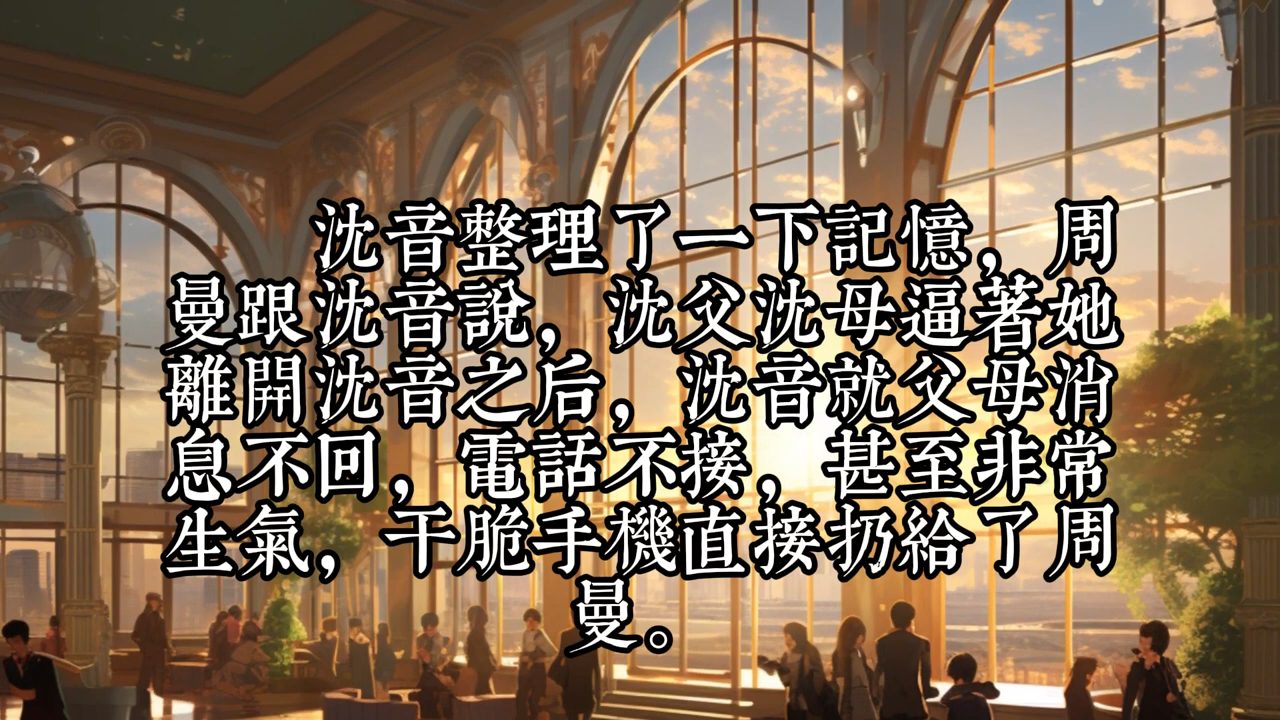 沈音整理了一下記憶，周
曼跟沈音說，沈父沈母逼著她
離開沈音之后，沈音就父母消
息不回，電話不接，甚至非常
生氣，干脆手機直接扔給了周
曼。